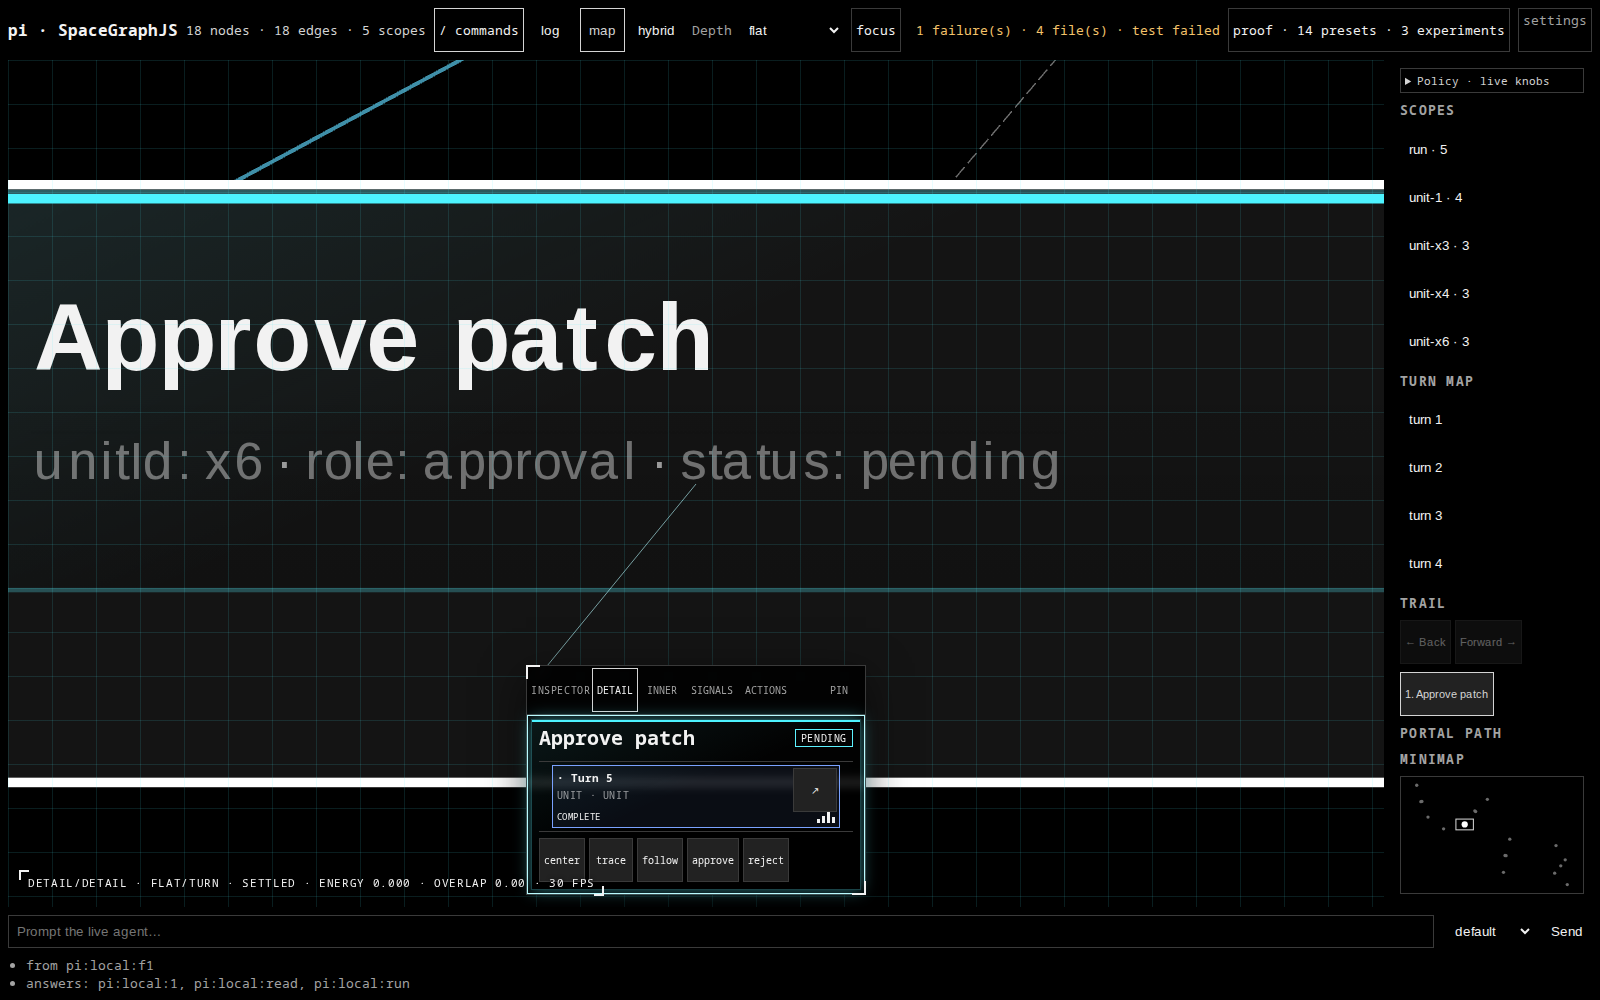 pi · SpaceGraphJS 18 nodes · 18 edges · 5 scopes / commands log map hybrid Depth flat focus 1 failure(s) · 4 file(s) · test failed proof · 14 presets · 3 experiments settings
▶ Policy · live knobs
SCOPES
run · 5
unit-1 · 4
unit-x3 · 3
unit-x4 · 3
unit-x6 · 3
TURN MAP
turn 1
turn 2
turn 3
turn 4
TRAIL
← Back Forward →
1. Approve patch
PORTAL PATH
MINIMAP
Approve patch
unitId: x6 · role: approval · status: pending
INSPECTOR DETAIL INNER SIGNALS ACTIONS PIN
Approve patch PENDING
· Turn 5 ↗
UNIT · UNIT
COMPLETE
center trace follow approve reject
DETAIL/DETAIL · FLAT/TURN · SETTLED · ENERGY 0.000 · OVERLAP 0.00 · 30 FPS
Prompt the live agent… default Send
• from pi:local:f1
• answers: pi:local:1, pi:local:read, pi:local:run